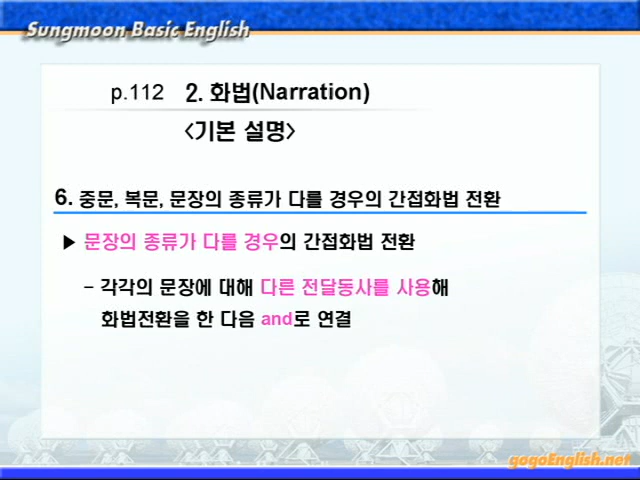 Sungmoon Basic English
p.112 2. 화법(Narration)
<기본 설명>
6. 중문, 복문, 문장의 종류가 다를 경우의 간접화법 전환
▶ 문장의 종류가 다를 경우의 간접화법 전환
– 각각의 문장에 대해 다른 전달동사를 사용해
화법전환을 한 다음 and로 연결
gogoEnglish.net